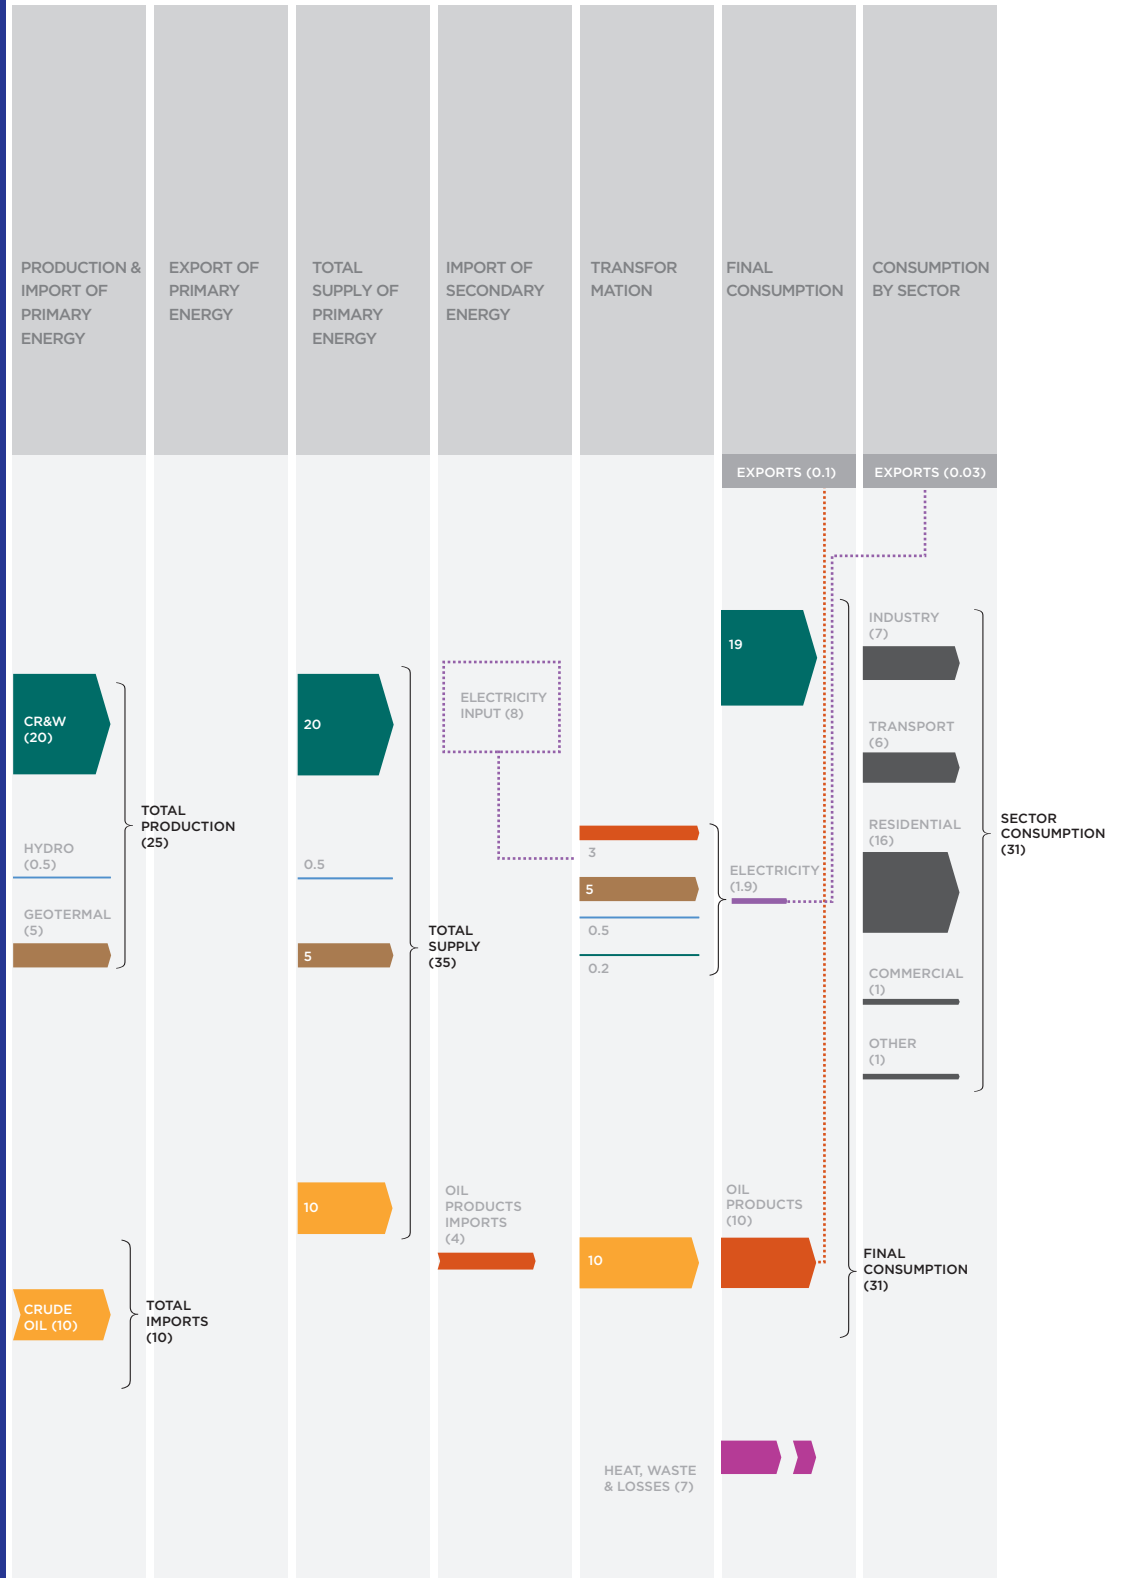 PRODUCTION &
IMPORT OF
PRIMARY
ENERGY
EXPORT OF
PRIMARY
ENERGY
TOTAL
SUPPLY OF
PRIMARY
ENERGY
IMPORT OF
SECONDARY
ENERGY
TRANSFOR
MATION
FINAL
CONSUMPTION
CONSUMPTION
BY SECTOR
EXPORTS (0.1)
EXPORTS (0.03)
CR&W
(20)
HYDRO
(0.5)
GEOTERMAL
(5)
TOTAL
PRODUCTION
(25)
CRUDE
OIL (10)
TOTAL
IMPORTS
(10)
20
0.5
5
10
TOTAL
SUPPLY
(35)
ELECTRICITY
INPUT (8)
OIL
PRODUCTS
IMPORTS
(4)
3
5
0.5
0.2
10
HEAT, WASTE
& LOSSES (7)
19
ELECTRICITY
(1.9)
OIL
PRODUCTS
(10)
FINAL
CONSUMPTION
(31)
INDUSTRY
(7)
TRANSPORT
(6)
RESIDENTIAL
(16)
COMMERCIAL
(1)
OTHER
(1)
SECTOR
CONSUMPTION
(31)